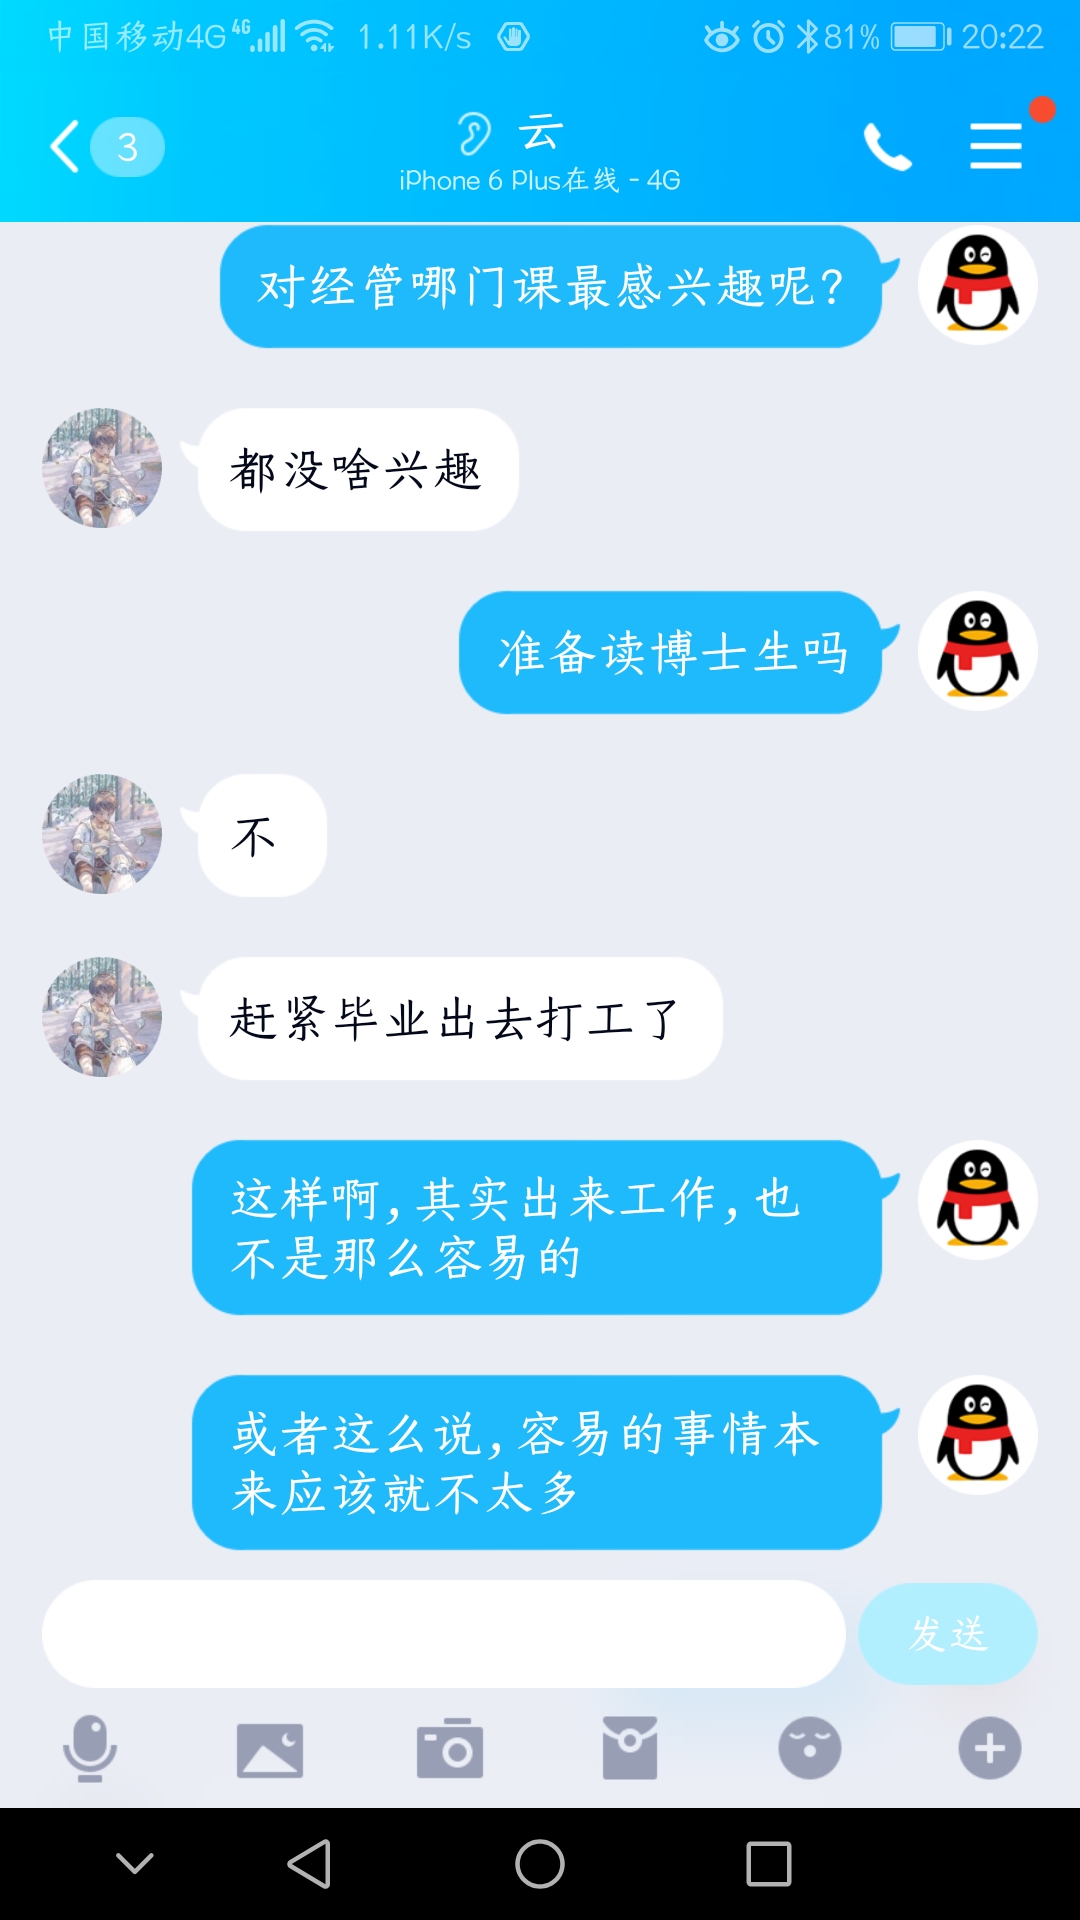 中国移动4G 4G 1.11K/s 81% 20:22
3
云
iPhone 6 Plus在线 - 4G
对经管哪门课最感兴趣呢？
都没啥兴趣
准备读博士生吗
不
赶紧毕业出去打工了
这样啊，其实出来工作，也
不是那么容易的
或者这么说，容易的事情本
来应该就不太多
发送